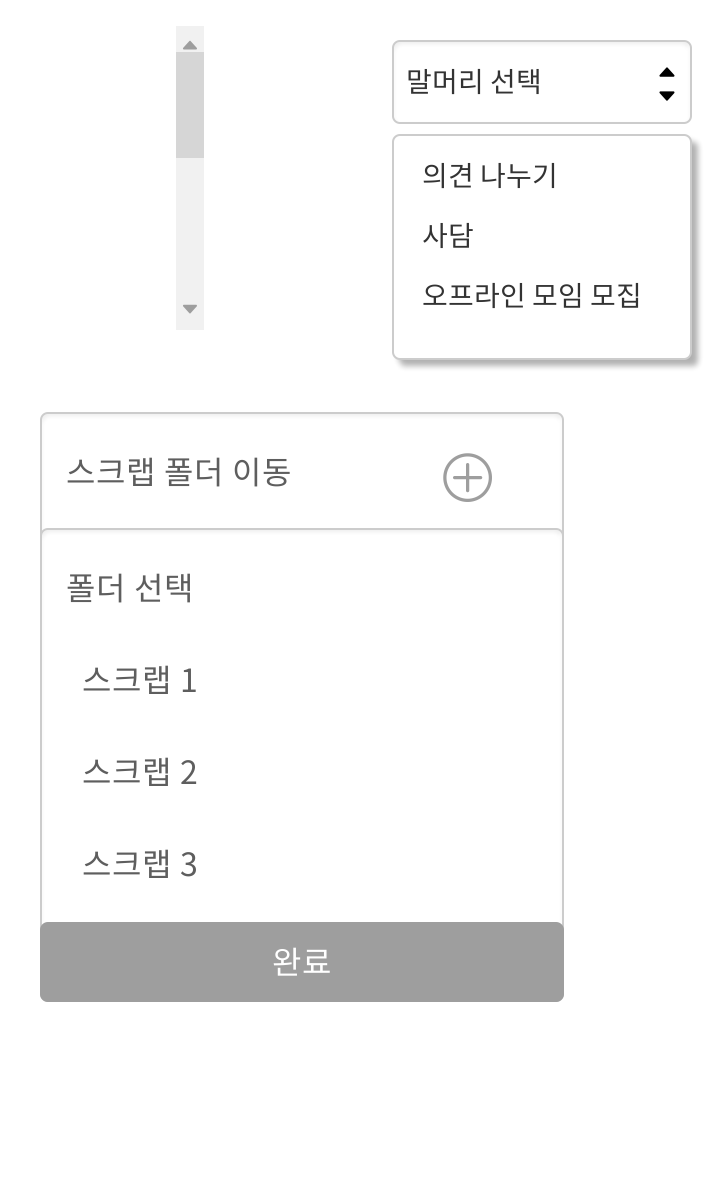 말머리 선택
의견 나누기
사담
오프라인 모임 모집
스크랩 폴더 이동
폴더 선택
스크랩 1
스크랩 2
스크랩 3
완료